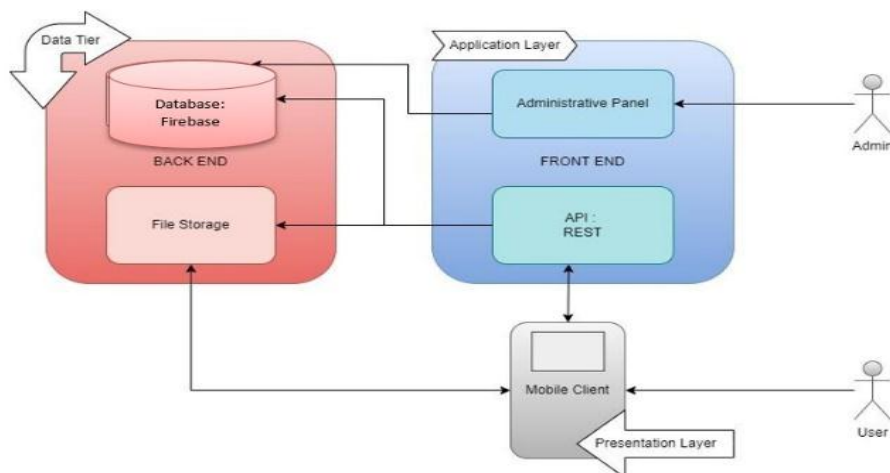 Data Tier
Application Layer
Database:
Firebase
Administrative Panel
Admin
BACK END
FRONT END
File Storage
API :
REST
Mobile Client
User
Presentation Layer